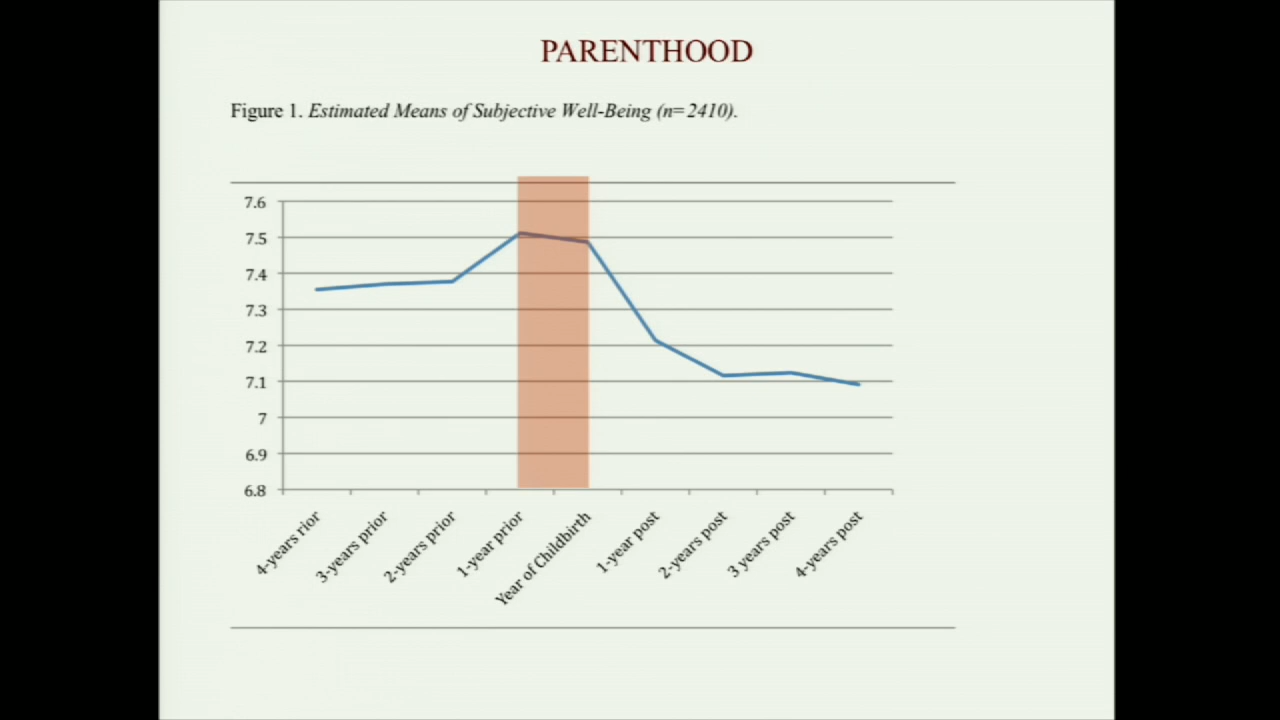 PARENTHOOD
Figure 1. Estimated Means of Subjective Well-Being (n=2410).
7.6
7.5
7.4
7.3
7.2
7.1
7
6.9
6.8
4-years rior
3-years prior
2-years prior
1-year prior
Year of Childbirth
1-year post
2-years post
3 years post
4-years post